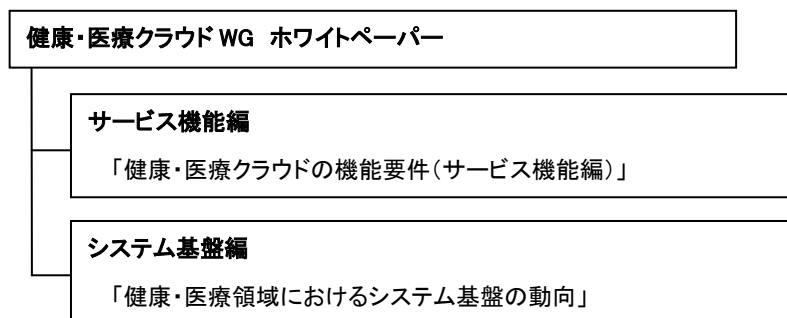 健康・医療クラウド WG ホワイトペーパー
サービス機能編
「健康・医療クラウドの機能要件(サービス機能編)」
システム基盤編
「健康・医療領域におけるシステム基盤の動向」